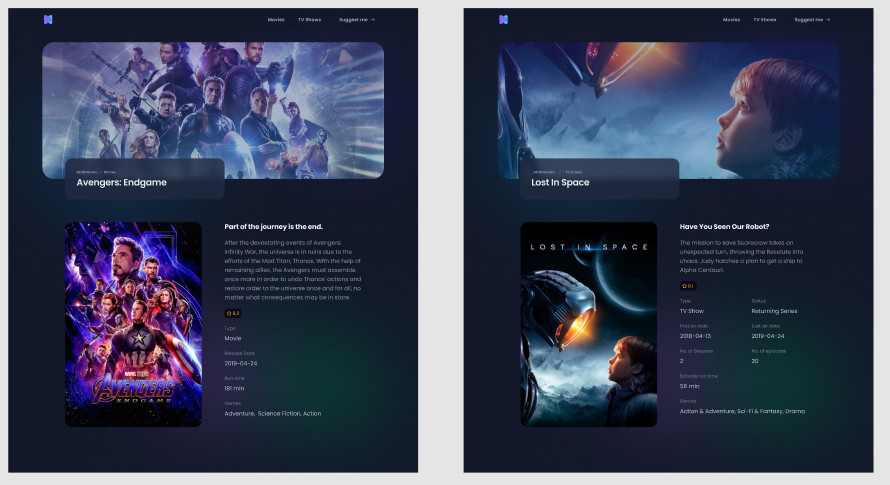 Movies TV Shows Suggest me →
Avengers: Endgame
Part of the journey is the end.
After the devastating events of Avengers:
Infinity War, the universe is in ruins due to the
efforts of the Mad Titan, Thanos. With the help of
remaining allies, the Avengers must assemble
once more in order to undo Thanos' actions and
restore order to the universe once and for all, no
matter what consequences may be in store.
8.3
Type
Movie
Release Date
2019-04-24
Run time
181 min
Genres
Adventure, Science Fiction, Action
MARVEL STUDIOS
AVENGERS
ENDGAME
Movies TV Shows Suggest me →
TV Shows
Lost In Space
LOST IN SPACE
Have You Seen Our Robot?
The mission to save Scarecrow takes an
unexpected turn, throwing the Resolute into
chaos. Judy hatches a plan to get a ship to
Alpha Centauri.
Type Status
TV Show Returning Series
First air date Last air date
2018-04-13 2019-04-24
No. of Seasons No. of episodes
2 20
Episode run time
56 min
Genres
Action & Adventure, Sci-Fi & Fantasy, Drama